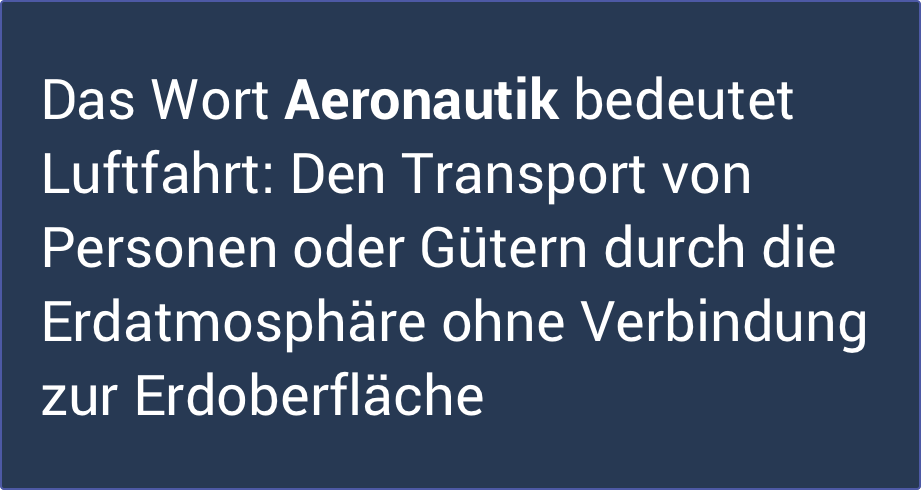 Das Wort Aeronautik bedeutet
Luftfahrt: Den Transport von
Personen oder Gütern durch die
Erdatmosphäre ohne Verbindung
zur Erdoberfläche